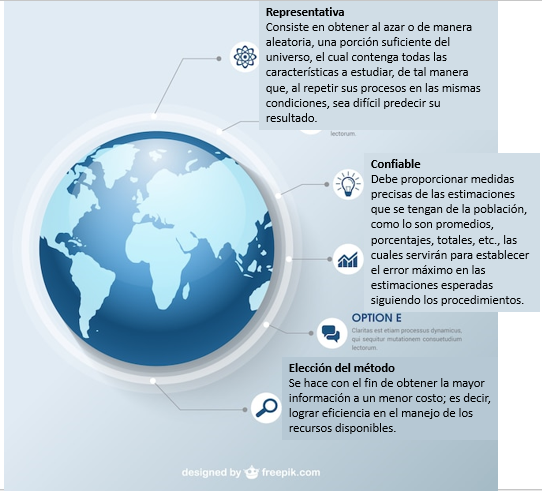 Representativa
Consiste en obtener al azar o de manera
aleatoria, una porción suficiente del
universo, el cual contenga todas las
características a estudiar, de tal manera
que, al repetir sus procesos en las mismas
condiciones, sea difícil predecir su
resultado.
lectorum.
Confiable
Debe proporcionar medidas
precisas de las estimaciones
que se tengan de la población,
como lo son promedios,
porcentajes, totales, etc., las
cuales servirán para establecer
el error máximo en las
estimaciones esperadas
siguiendo los procedimientos.
OPTION E
Claritas est etiam processus dynamicus,
qui sequitur mutationem consuetudium
lectorum.
Elección del método
Se hace con el fin de obtener la mayor
información a un menor costo; es decir,
lograr eficiencia en el manejo de los
recursos disponibles.
designed by freepik.com